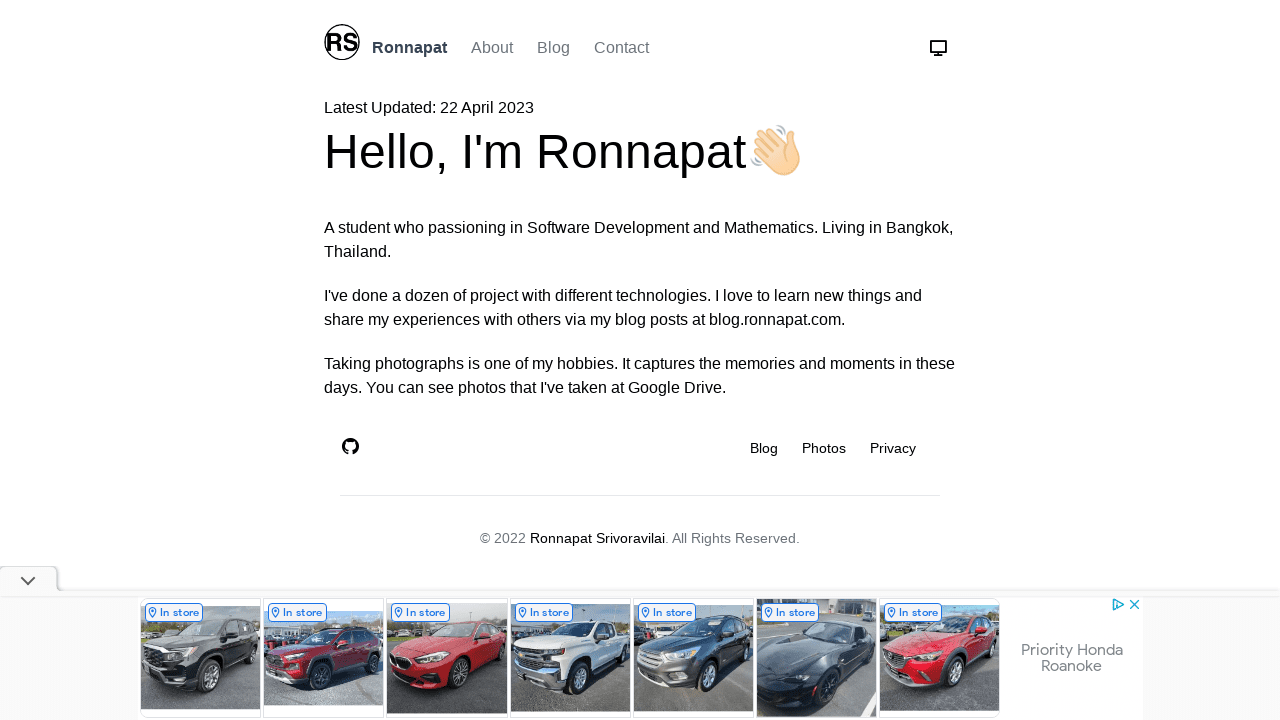 RS
Ronnapat About Blog Contact
Latest Updated: 22 April 2023
Hello, I'm Ronnapat👋🏼
A student who passioning in Software Development and Mathematics. Living in Bangkok,
Thailand.
I've done a dozen of project with different technologies. I love to learn new things and
share my experiences with others via my blog posts at blog.ronnapat.com.
Taking photographs is one of my hobbies. It captures the memories and moments in these
days. You can see photos that I've taken at Google Drive.
Blog Photos Privacy
© 2022 Ronnapat Srivoravilai. All Rights Reserved.
In store In store In store In store In store In store In store
Priority Honda
Roanoke